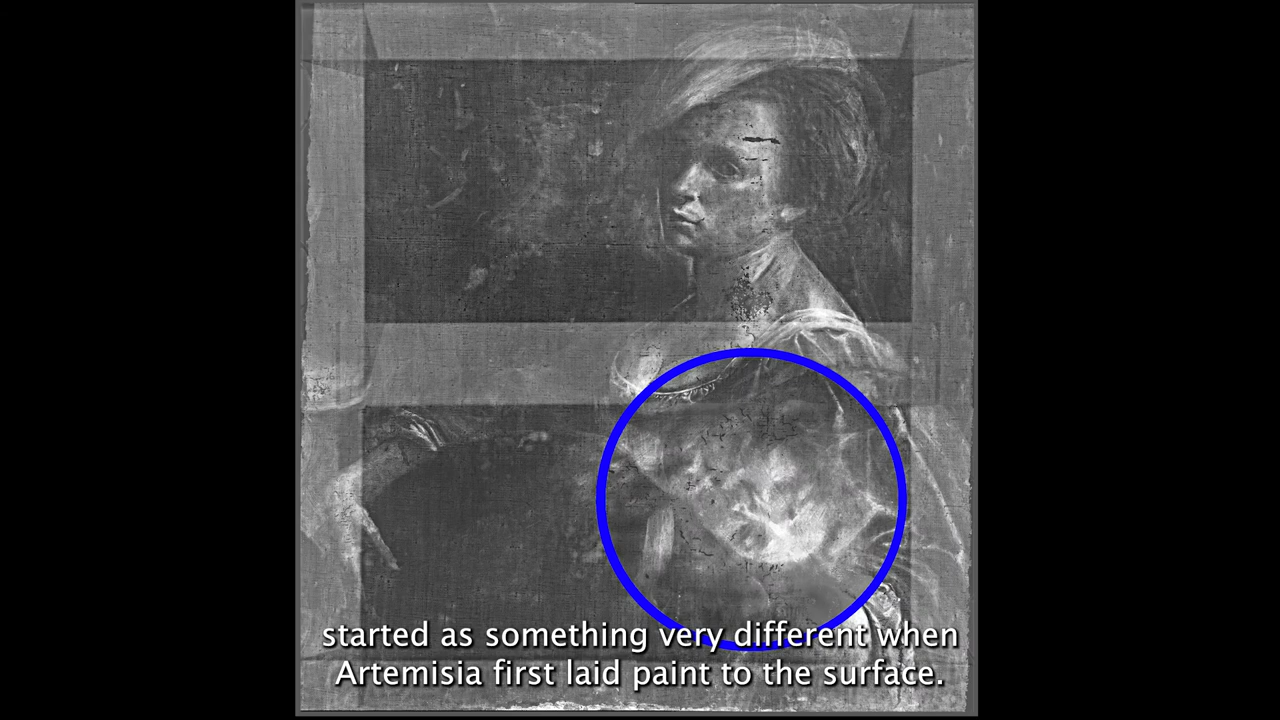 started as something very different when
Artemisia first laid paint to the surface.